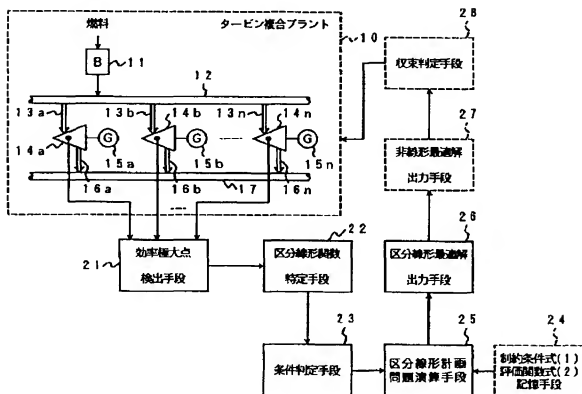 燃料
タービン複合プラント
10
B
11
12
13a
13b
14b
13n
14n
14a
G
15a
G
15b
G
15n
16a
16b
17
16n
28
収束判定手段
27
非線形最適解
出力手段
26
区分線形最適解
出力手段
21
効率極大点
検出手段
22
区分線形関数
特定手段
23
条件判定手段
25
区分線形計画
問題演算手段
24
制約条件式(1)
評価関数式(2)
記憶手段